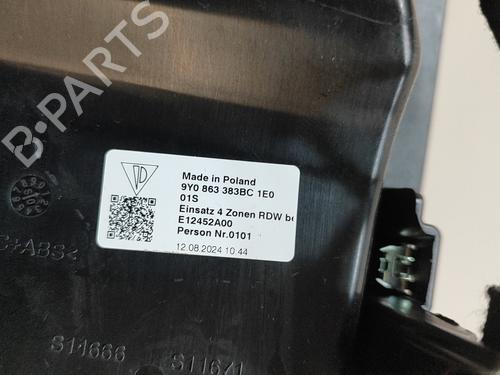 B-PARTS
Made in Poland
9Y0 863 383BC 1E0
01S
Einsatz 4 Zonen RDW be
E12452A00
Person Nr.0101
12.08.2024 10:44
C+ABS<
S11666 S11671